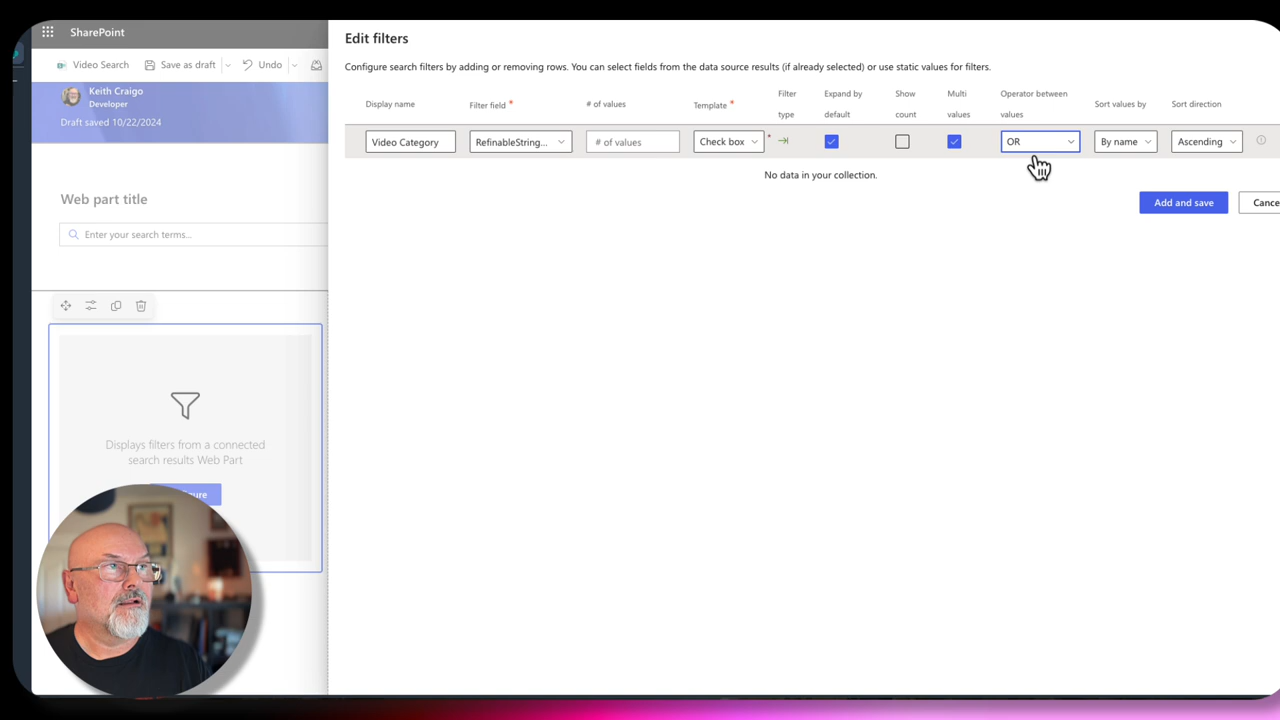 SharePoint
Video Search
Save as draft
Undo
Keith Craigo
Developer
Draft saved 10/22/2024
Web part title
Enter your search terms...
Displays filters from a connected
search results Web Part
Edit filters
Configure search filters by adding or removing rows. You can select fields from the data source results (if already selected) or use static values for filters.
Display name
Filter field *
# of values
Template *
Filter
type
Expand by
default
Show
count
Multi
values
Operator between
values
Sort values by
Sort direction
Video Category
RefinableString...
# of values
Check box
*
OR
By name
Ascending
No data in your collection.
Add and save
Cance